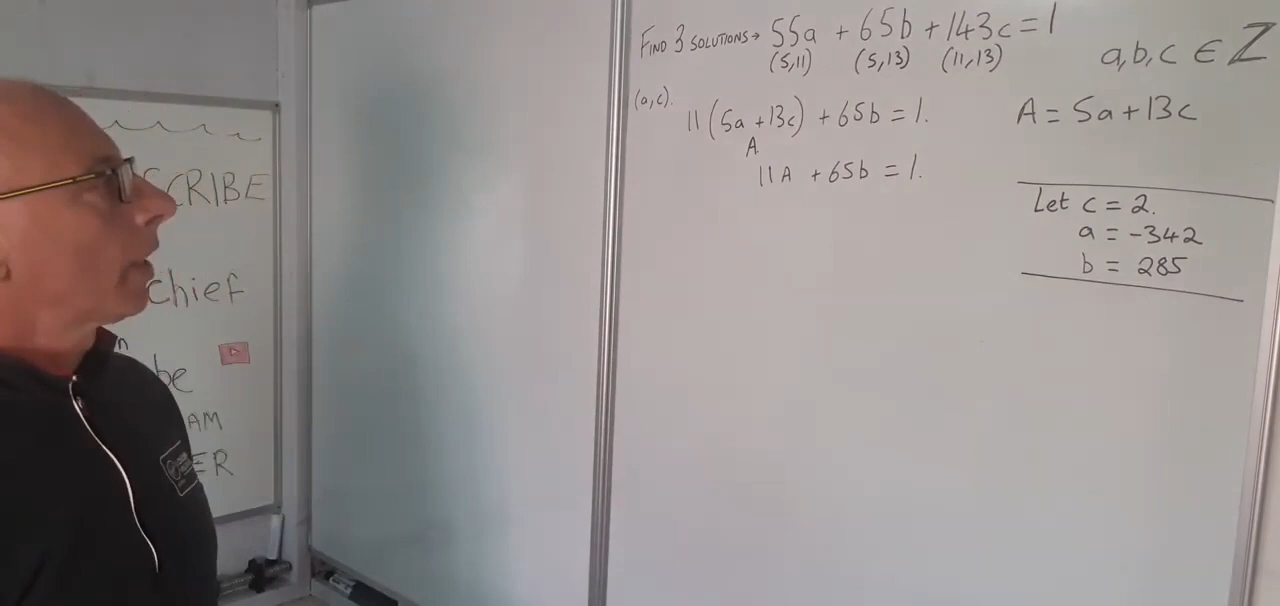 FIND 3 SOLUTIONS → 55a + 65b + 143c = 1
a, b, c ∈ Z
(5,11) (5,13) (11,13)
(a,c).
11(5a + 13c) + 65b = 1.
A = 5a + 13c
A
11A + 65b = 1.
Let c = 2.
a = -342
b = 285
SCRIBE
chief
be
AM
ER